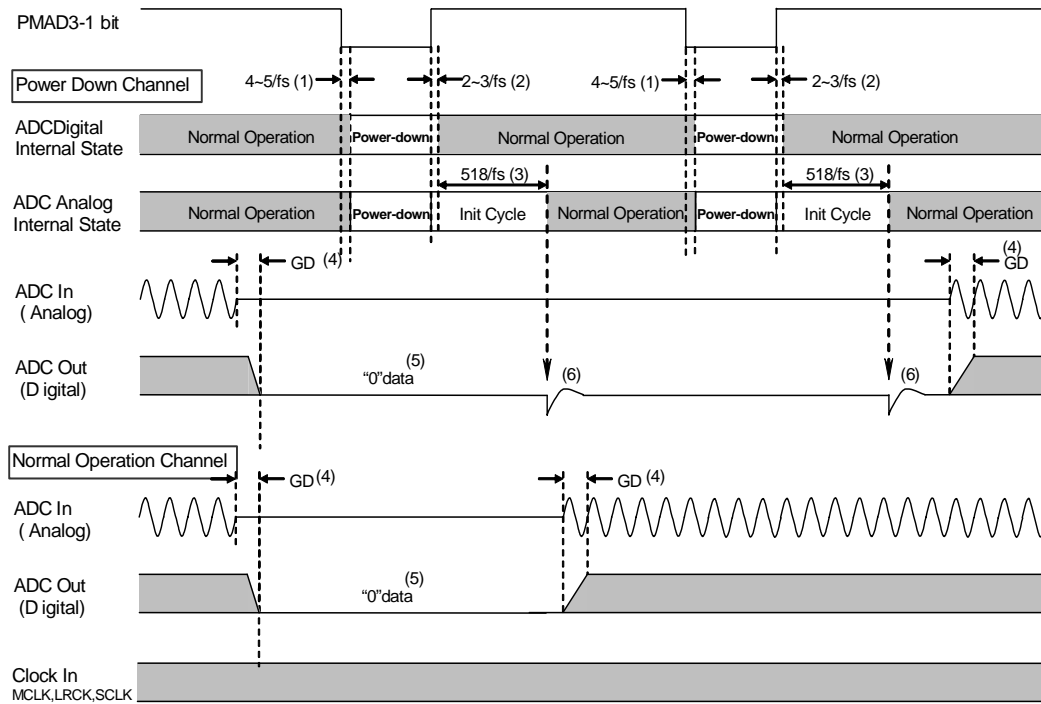 PMAD3-1 bit
Power Down Channel
4~5/fs (1)
2~3/fs (2)
4~5/fs (1)
2~3/fs (2)
ADCDigital
Internal State
Normal Operation
Power-down
Normal Operation
Power-down
Normal Operation
518/fs (3)
518/fs (3)
ADC Analog
Internal State
Normal Operation
Power-down
Init Cycle
Normal Operation
Power-down
Init Cycle
Normal Operation
GD (4)
(4)
GD
ADC In
( Analog)
ADC Out
(D igital)
(5)
“0”data
(6)
(6)
Normal Operation Channel
GD (4)
GD (4)
ADC In
( Analog)
ADC Out
(D igital)
(5)
“0”data
Clock In
MCLK,LRCK,SCLK